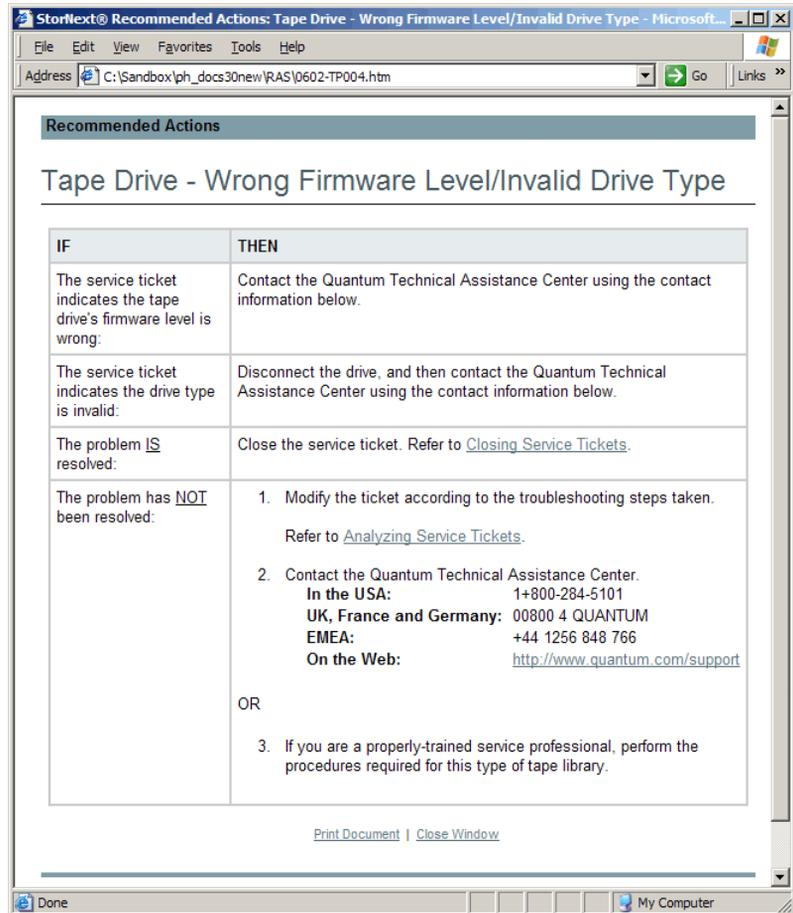 StorNext® Recommended Actions: Tape Drive - Wrong Firmware Level/Invalid Drive Type - Microsoft...
File Edit View Favorites Tools Help
Address C:\Sandbox\ph_docs30new\RAS\0602-TP004.htm Go Links »
Recommended Actions
Tape Drive - Wrong Firmware Level/Invalid Drive Type
IF THEN
The service ticket
indicates the tape
drive's firmware level is
wrong:
Contact the Quantum Technical Assistance Center using the contact
information below.
The service ticket
indicates the drive type
is invalid:
Disconnect the drive, and then contact the Quantum Technical
Assistance Center using the contact information below.
The problem IS
resolved:
Close the service ticket. Refer to Closing Service Tickets.
The problem has NOT
been resolved:
1. Modify the ticket according to the troubleshooting steps taken.
Refer to Analyzing Service Tickets.
2. Contact the Quantum Technical Assistance Center.
In the USA: 1+800-284-5101
UK, France and Germany: 00800 4 QUANTUM
EMEA: +44 1256 848 766
On the Web: http://www.quantum.com/support
OR
3. If you are a properly-trained service professional, perform the
procedures required for this type of tape library.
Print Document | Close Window
Done My Computer